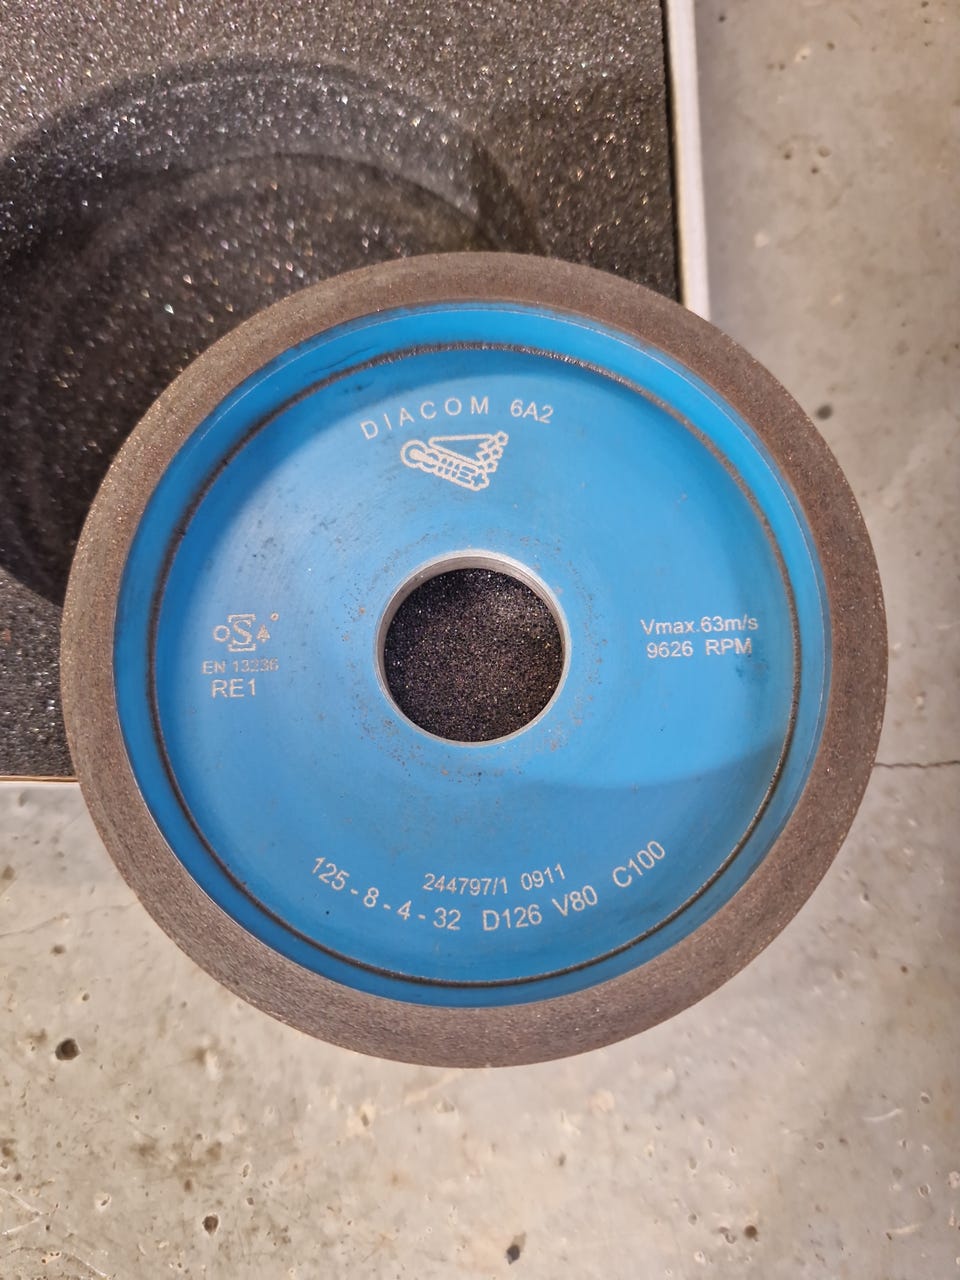 DIACOM 6A2
COMET
oSa
EN 13236
RE1
Vmax.63m/s
9626 RPM
244797/1 0911
125 - 8 - 4 - 32 D126 V80 C100